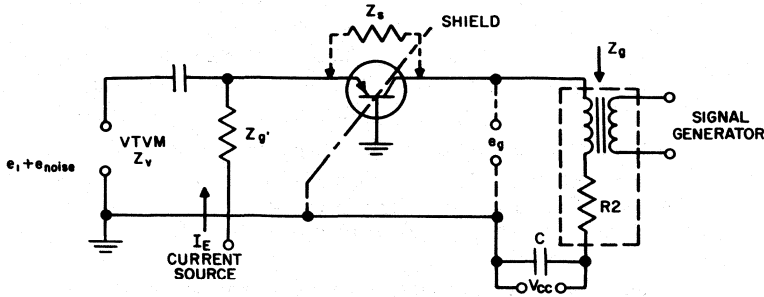 Zs
SHIELD
Zg
VTVM
Zv
Zg'
eg
SIGNAL
GENERATOR
e1+enoise
R2
IE
CURRENT
SOURCE
C
VCC